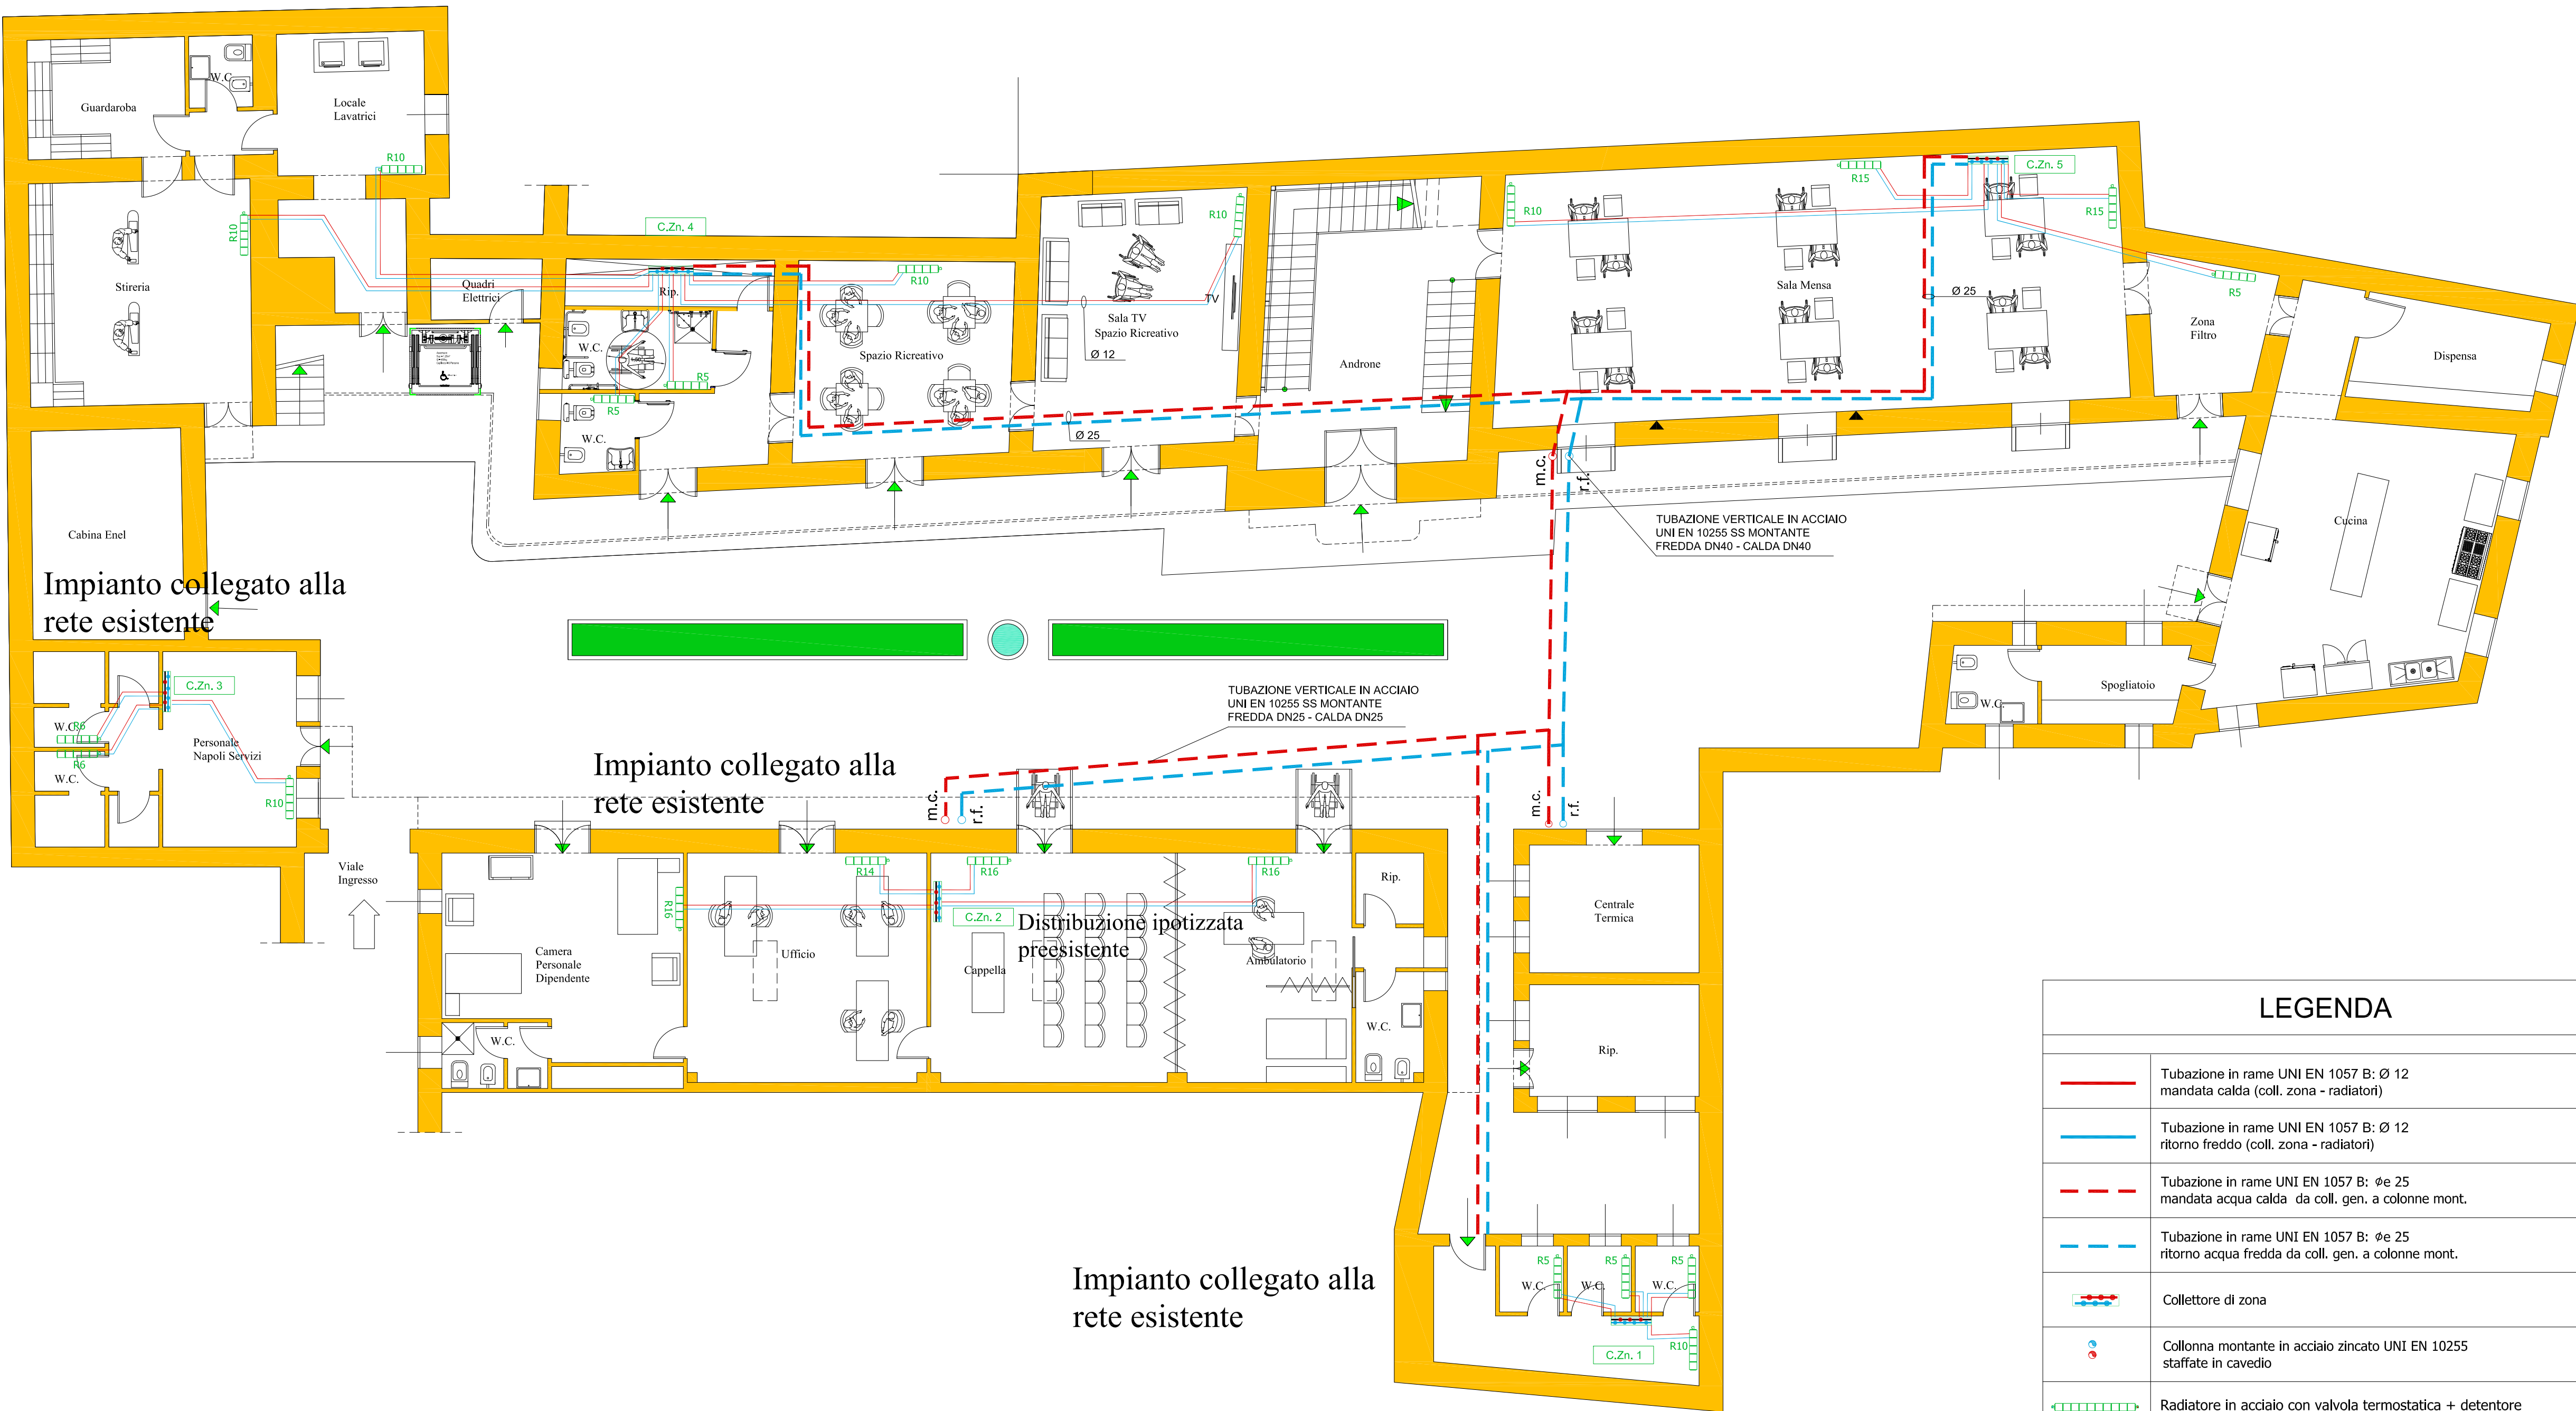 Guardaroba
W.C.
Locale
Lavatrici
R10
R10
Stireria
C.Zn. 4
Quadri
Elettrici
Rip.
R10
W.C.
R5
R5
W.C.
Spazio Ricreativo
R10
TV
Sala TV
Spazio Ricreativo
Ø 12
Ø 25
Androne
R10
R15
C.Zn. 5
R15
Sala Mensa
Ø 25
R5
Zona
Filtro
Dispensa
Cabina Enel
m.c.
r.f.
TUBAZIONE VERTICALE IN ACCIAIO
UNI EN 10255 SS MONTANTE
FREDDA DN40 - CALDA DN40
Cucina
Impianto collegato alla
rete esistente
C.Zn. 3
W.C.
R6
R6
W.C.
Personale
Napoli Servizi
R10
TUBAZIONE VERTICALE IN ACCIAIO
UNI EN 10255 SS MONTANTE
FREDDA DN25 - CALDA DN25
Spogliatoio
W.C.
Impianto collegato alla
rete esistente
m.c.
r.f.
m.c.
r.f.
Viale
Ingresso
R14
R16
R16
R16
Rip.
C.Zn. 2
Distribuzione ipotizzata
preesistente
Camera
Personale
Dipendente
Ufficio
Cappella
Ambulatorio
W.C.
W.C.
Centrale
Termica
Rip.
Impianto collegato alla
rete esistente
R5
R5
R5
W.C.
W.C.
W.C.
R10
C.Zn. 1
LEGENDA
Tubazione in rame UNI EN 1057 B: Ø 12
mandata calda (coll. zona - radiatori)
Tubazione in rame UNI EN 1057 B: Ø 12
ritorno freddo (coll. zona - radiatori)
Tubazione in rame UNI EN 1057 B: Øe 25
mandata acqua calda da coll. gen. a colonne mont.
Tubazione in rame UNI EN 1057 B: Øe 25
ritorno acqua fredda da coll. gen. a colonne mont.
Collettore di zona
Collonna montante in acciaio zincato UNI EN 10255
staffate in cavedio
Radiatore in acciaio con valvola termostatica + detentore